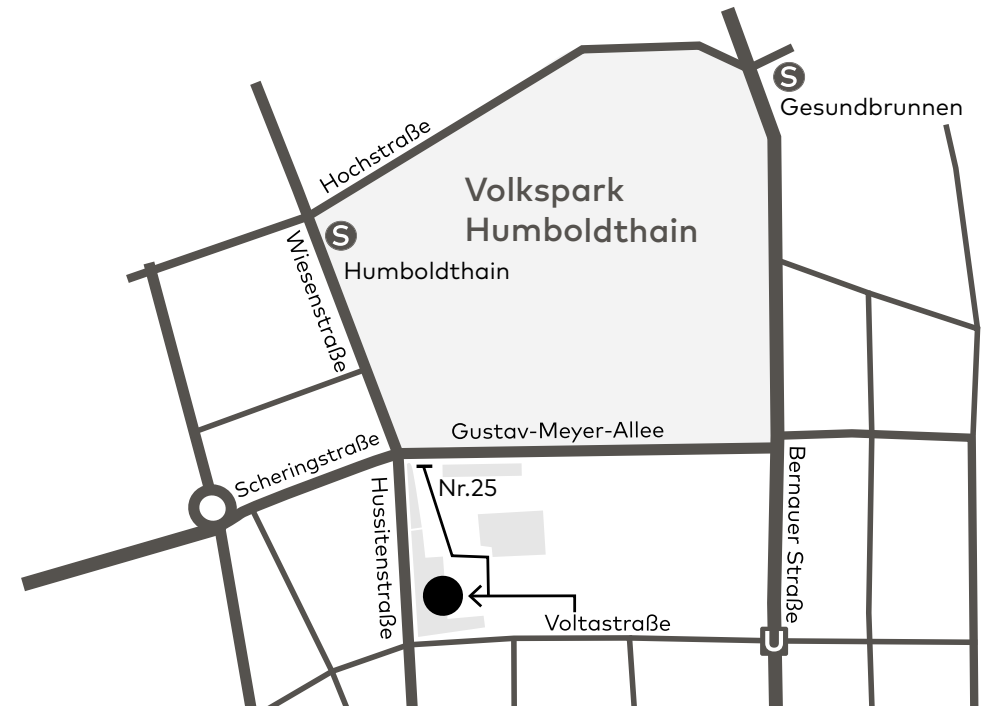 S
Gesundbrunnen
Hochstraße
Volkspark
Humboldthain
S
Humboldthain
Wiesenstraße
Gustav-Meyer-Allee
Scheringstraße
Nr.25
Hussitenstraße
Bernauer Straße
Voltastraße
U